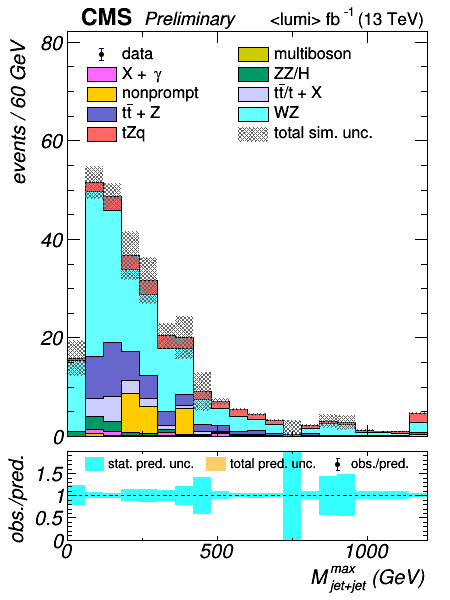 CMS Preliminary <lumi> fb⁻¹ (13 TeV)
events / 60 GeV
80
60
40
20
0
data
X + γ
nonprompt
tt̄ + Z
tZq
multiboson
ZZ/H
tt̄/t + X
WZ
total sim. unc.
obs./pred.
1.5
1
0.5
0
stat. pred. unc. total pred. unc. obs./pred.
0 500 1000
M^max_jet+jet (GeV)